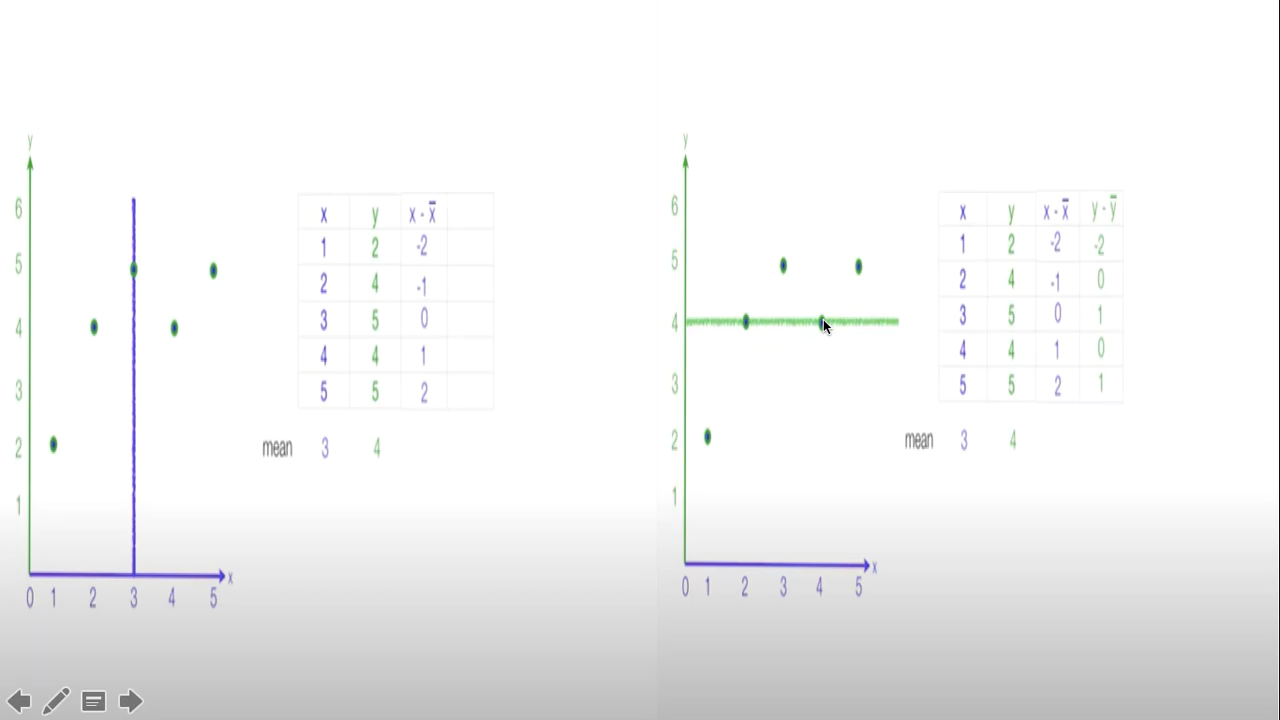 y
6
5
4
3
2
1
0 1 2 3 4 5 x
x y x - x̄
1 2 -2
2 4 -1
3 5 0
4 4 1
5 5 2
mean 3 4
y
6
5
4
3
2
1
0 1 2 3 4 5 x
x y x - x̄ y - ȳ
1 2 -2 -2
2 4 -1 0
3 5 0 1
4 4 1 0
5 5 2 1
mean 3 4